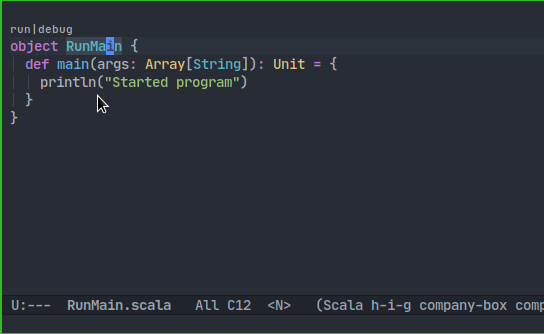 run|debug
object RunMain {
  def main(args: Array[String]): Unit = {
    println("Started program")
  }
}
U:--- RunMain.scala All C12 <N> (Scala h-i-g company-box comp